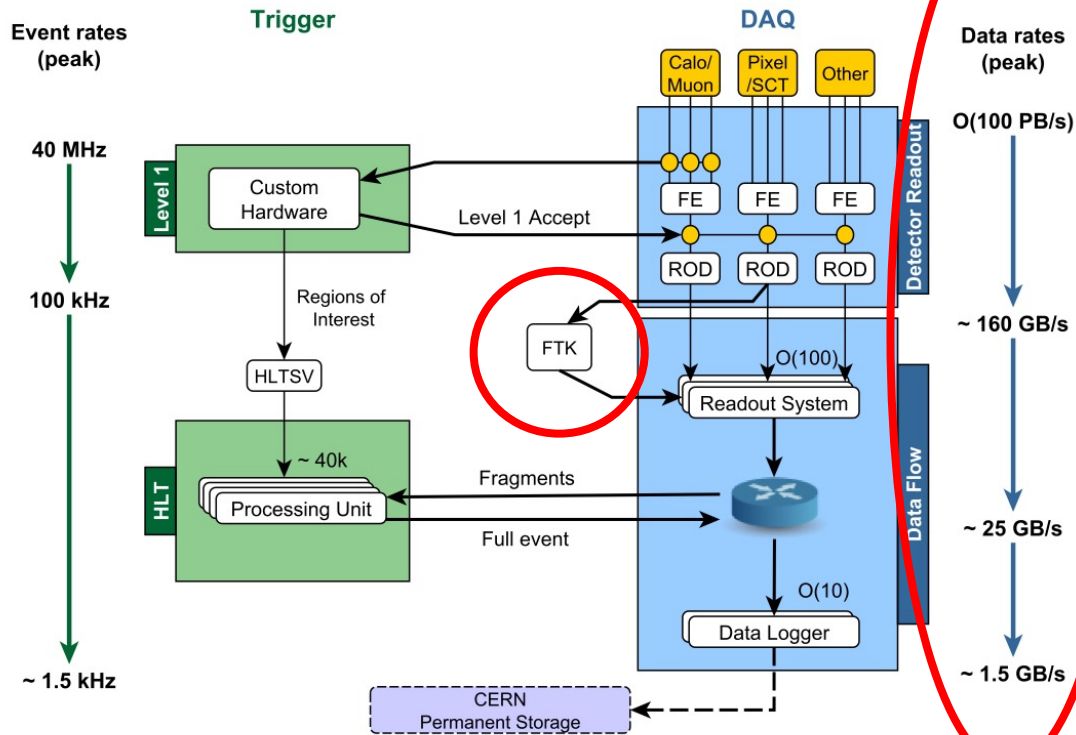 Event rates
(peak)
Trigger
DAQ
Data rates
(peak)
Calo/
Muon
Pixel
/SCT
Other
40 MHz
O(100 PB/s)
Level 1
Custom
Hardware
FE
FE
FE
Detector Readout
Level 1 Accept
ROD
ROD
ROD
100 kHz
Regions of
Interest
~ 160 GB/s
FTK
O(100)
HLTSV
Readout System
~ 40k
HLT
Processing Unit
Fragments
Full event
Data Flow
~ 25 GB/s
O(10)
Data Logger
~ 1.5 kHz
~ 1.5 GB/s
CERN
Permanent Storage